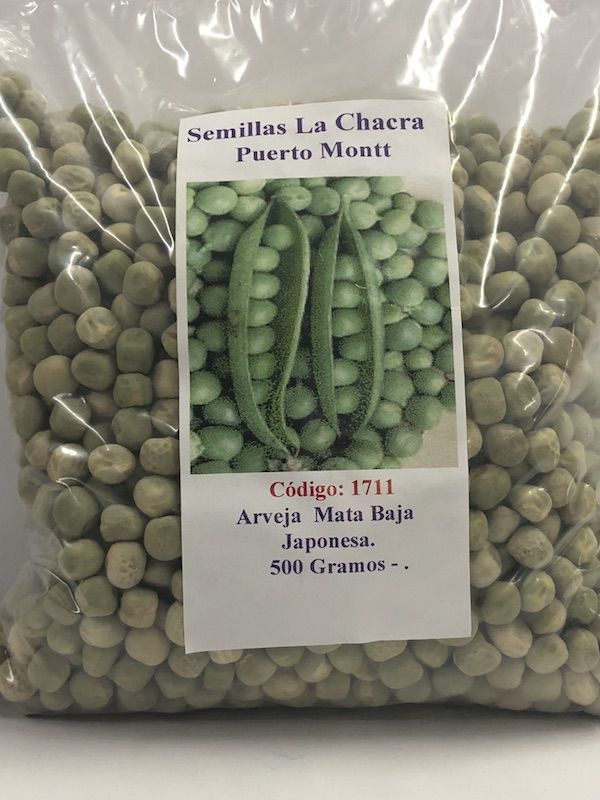 Semillas La Chacra
Puerto Montt
Código: 1711
Arveja Mata Baja
Japonesa.
500 Gramos - .